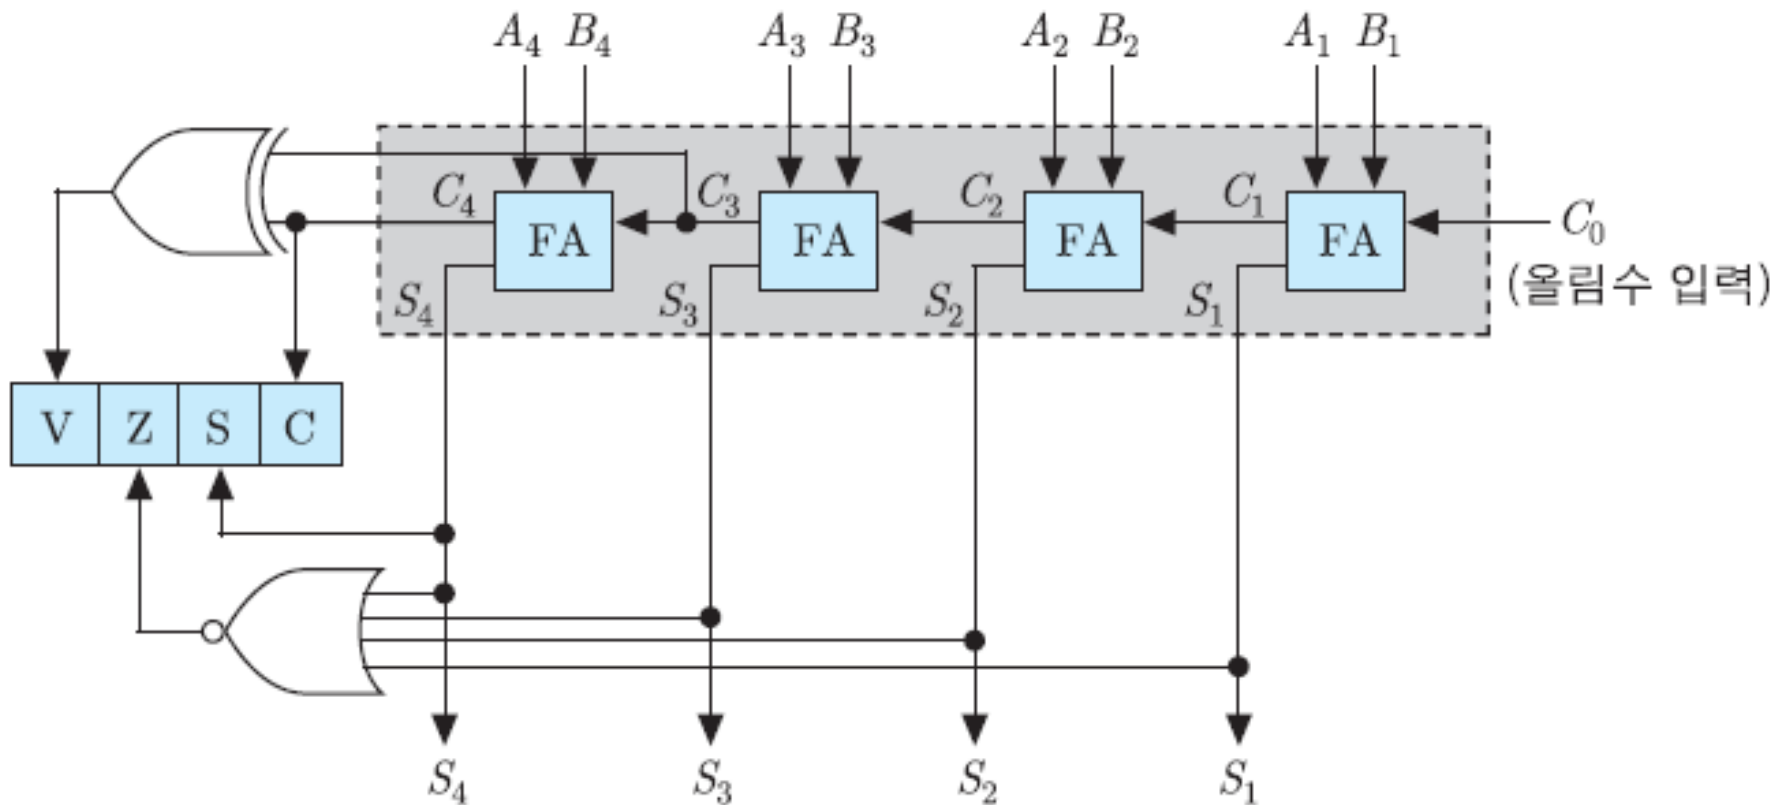 A₄ B₄ A₃ B₃ A₂ B₂ A₁ B₁
C₄ C₃ C₂ C₁ C₀
FA FA FA FA
(올림수 입력)
S₄ S₃ S₂ S₁
V Z S C
S₄ S₃ S₂ S₁